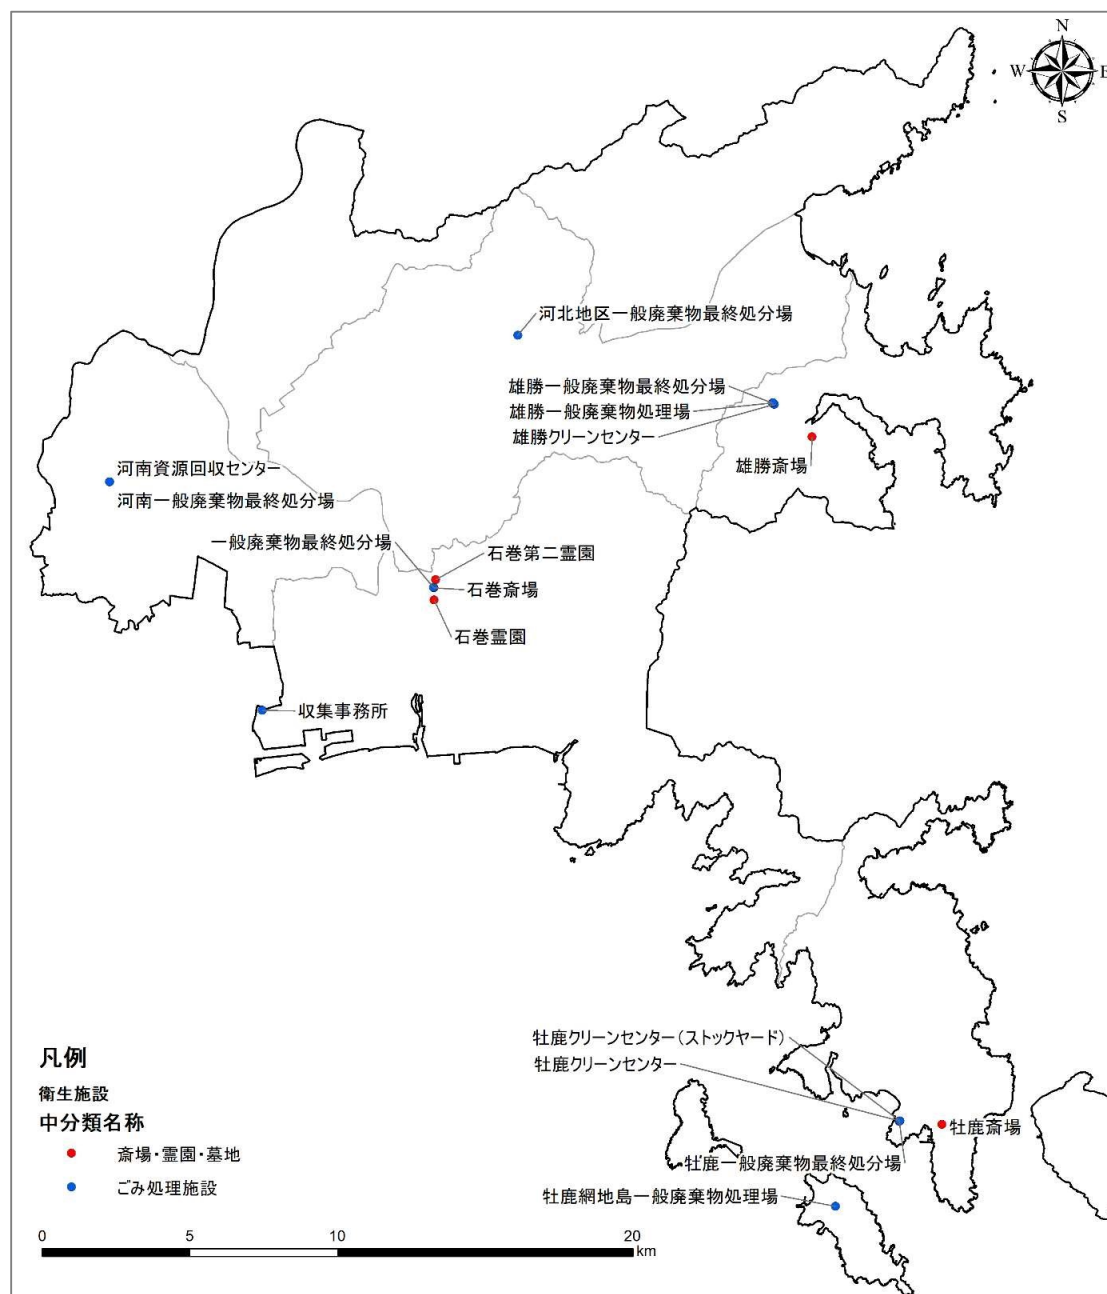 N
W
E
S
河北地区一般廃棄物最終処分場
雄勝一般廃棄物最終処分場
雄勝一般廃棄物処理場
雄勝クリーンセンター
雄勝斎場
河南資源回収センター
河南一般廃棄物最終処分場
一般廃棄物最終処分場
石巻第二霊園
石巻斎場
石巻霊園
収集事務所
牡鹿クリーンセンター(ストックヤード)
牡鹿クリーンセンター
牡鹿斎場
牡鹿一般廃棄物最終処分場
牡鹿網地島一般廃棄物処理場
凡例
衛生施設
中分類名称
斎場・霊園・墓地
ごみ処理施設
0 5 10 20
km